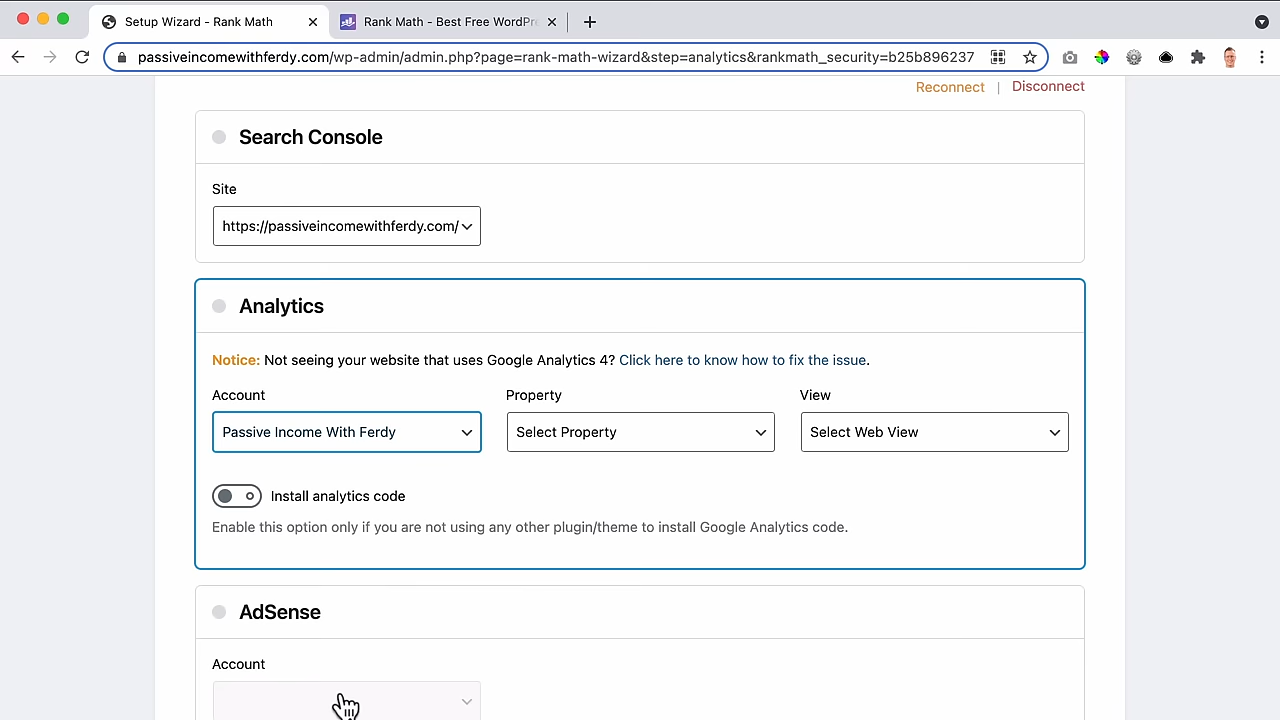 Setup Wizard - Rank Math
Rank Math - Best Free WordPr
passiveincomewithferdy.com/wp-admin/admin.php?page=rank-math-wizard&step=analytics&rankmath_security=b25b896237
Reconnect | Disconnect
Search Console
Site
https://passiveincomewithferdy.com/
Analytics
Notice: Not seeing your website that uses Google Analytics 4? Click here to know how to fix the issue.
Account Property View
Passive Income With Ferdy Select Property Select Web View
Install analytics code
Enable this option only if you are not using any other plugin/theme to install Google Analytics code.
AdSense
Account